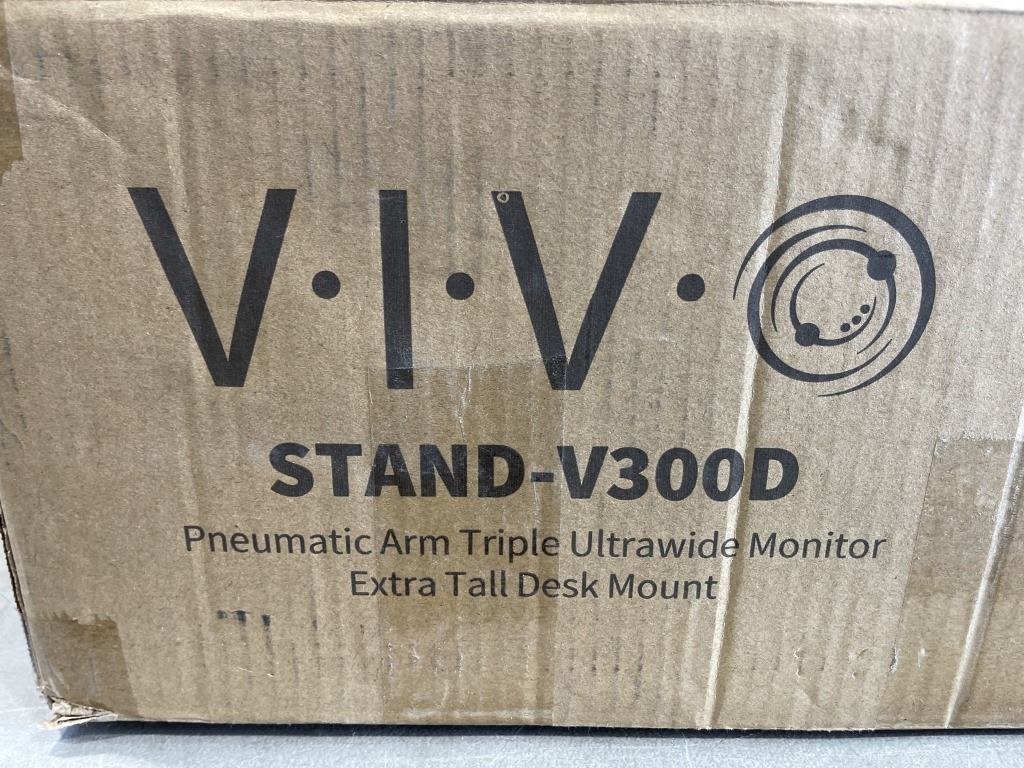 V·I·V·O
STAND-V300D
Pneumatic Arm Triple Ultrawide Monitor
Extra Tall Desk Mount